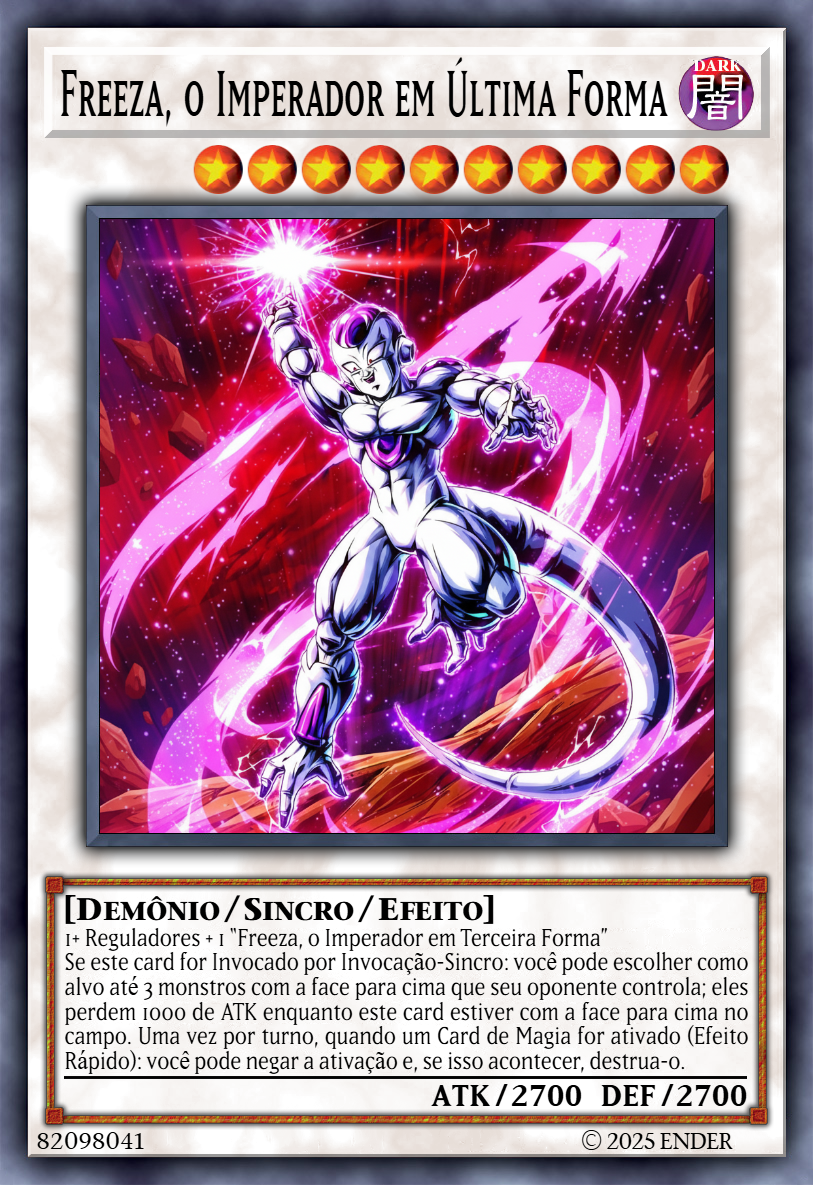 Freeza, o Imperador em Última Forma
DARK
闇
[Demônio/Sincro/Efeito]
1+ Reguladores + 1 "Freeza, o Imperador em Terceira Forma"
Se este card for Invocado por Invocação-Sincro: você pode escolher como
alvo até 3 monstros com a face para cima que seu oponente controla; eles
perdem 1000 de ATK enquanto este card estiver com a face para cima no
campo. Uma vez por turno, quando um Card de Magia for ativado (Efeito
Rápido): você pode negar a ativação e, se isso acontecer, destrua-o.
ATK/2700 DEF/2700
82098041
© 2025 ENDER